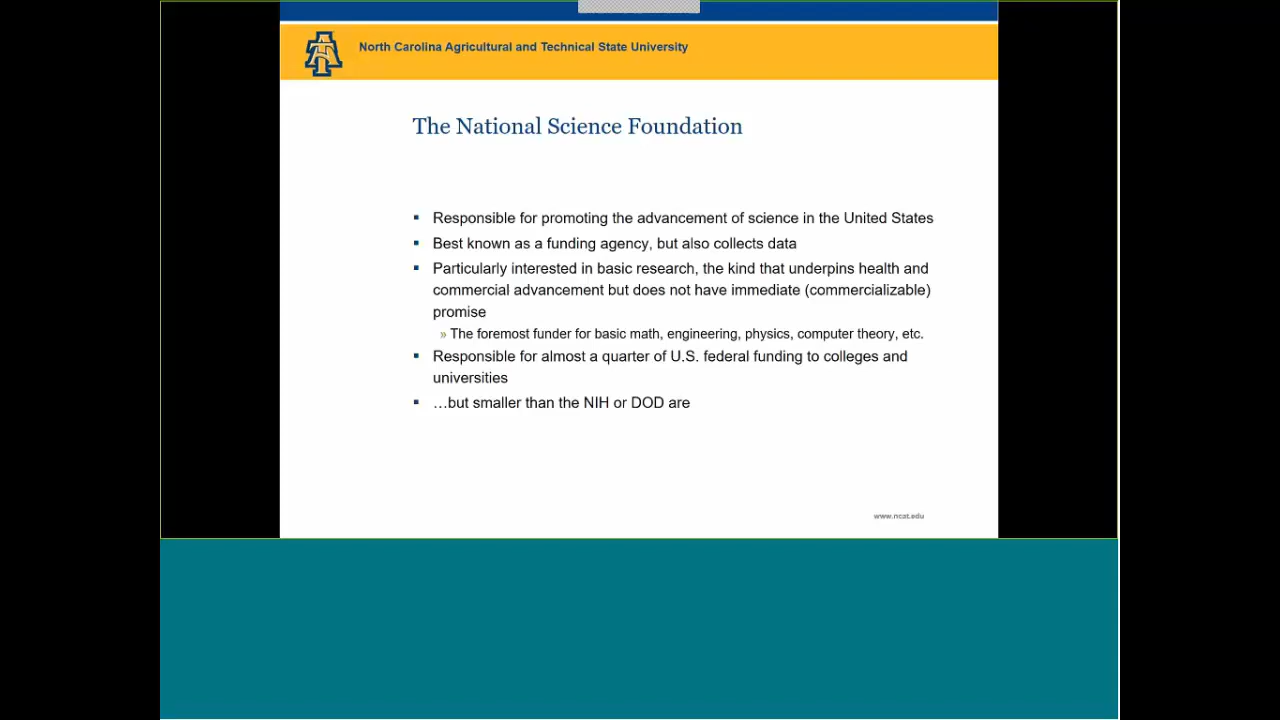 North Carolina Agricultural and Technical State University
The National Science Foundation
▪ Responsible for promoting the advancement of science in the United States
▪ Best known as a funding agency, but also collects data
▪ Particularly interested in basic research, the kind that underpins health and
commercial advancement but does not have immediate (commercializable)
promise
» The foremost funder for basic math, engineering, physics, computer theory, etc.
▪ Responsible for almost a quarter of U.S. federal funding to colleges and
universities
▪ …but smaller than the NIH or DOD are
www.ncat.edu